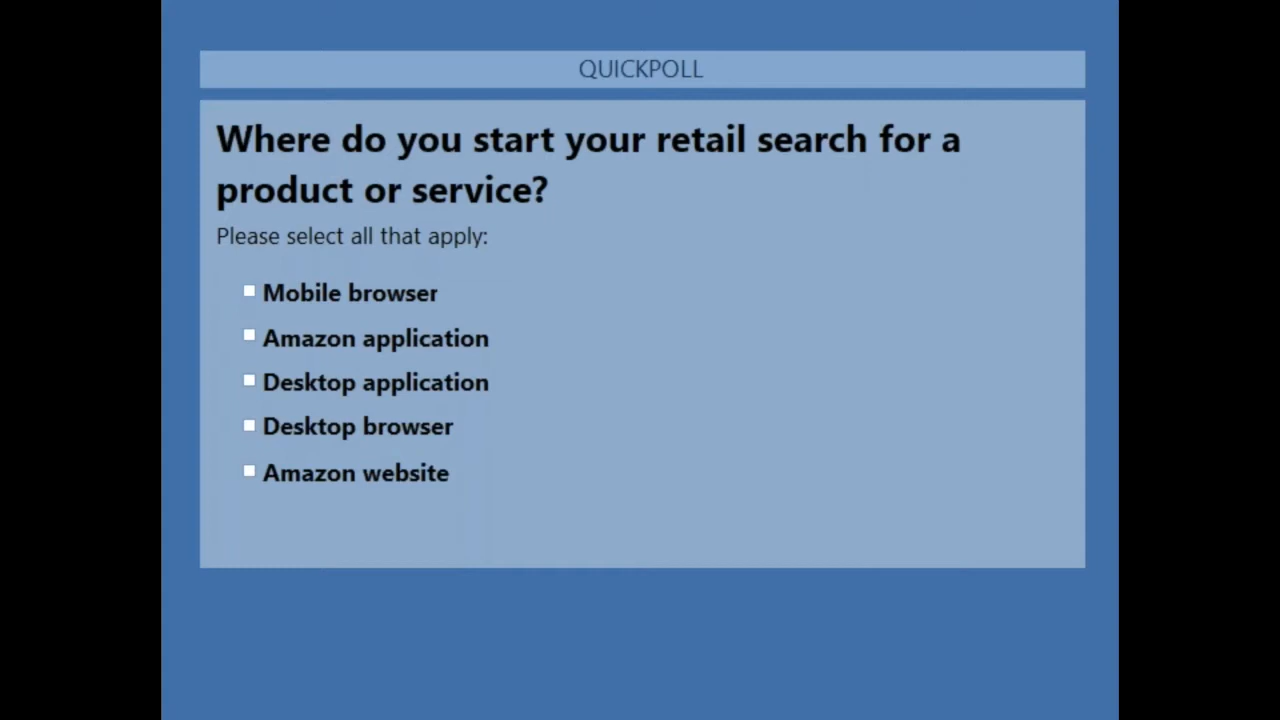 QUICKPOLL
Where do you start your retail search for a
product or service?
Please select all that apply:
Mobile browser
Amazon application
Desktop application
Desktop browser
Amazon website